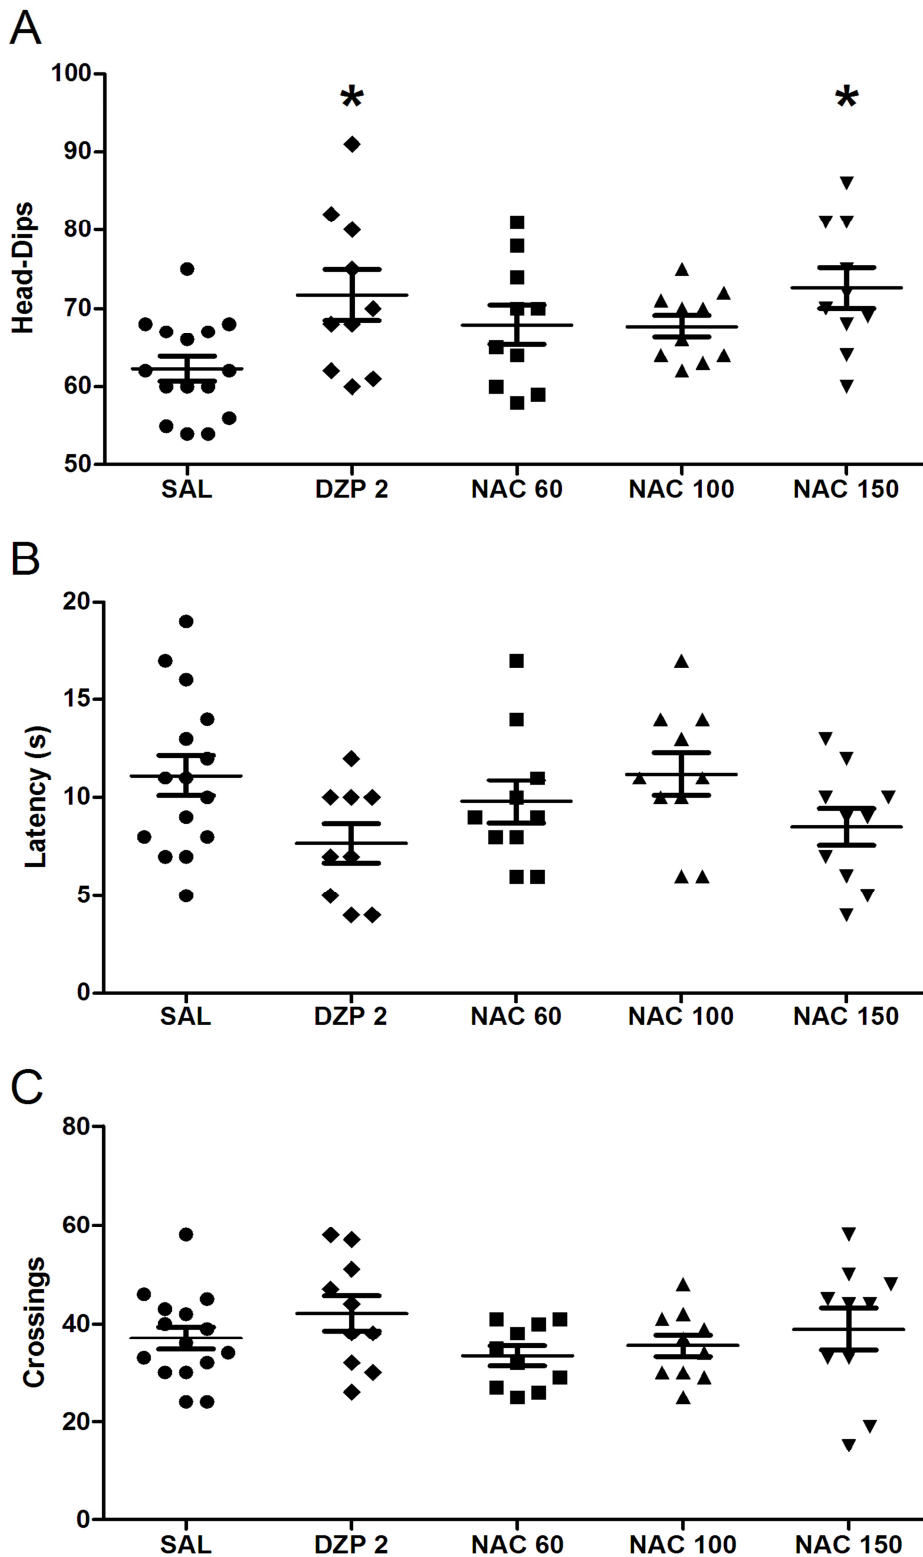 A
100
90
80
70
60
50
Head-Dips
*
*
SAL DZP 2 NAC 60 NAC 100 NAC 150
B
20
15
10
5
0
Latency (s)
SAL DZP 2 NAC 60 NAC 100 NAC 150
C
80
60
40
20
0
Crossings
SAL DZP 2 NAC 60 NAC 100 NAC 150